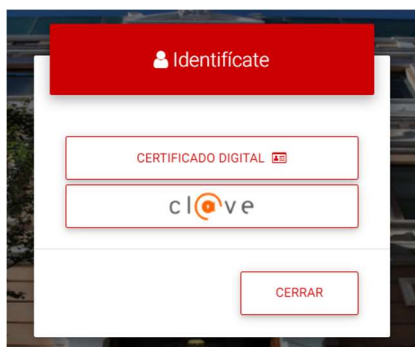 Identifícate
CERTIFICADO DIGITAL
cl@ve
CERRAR